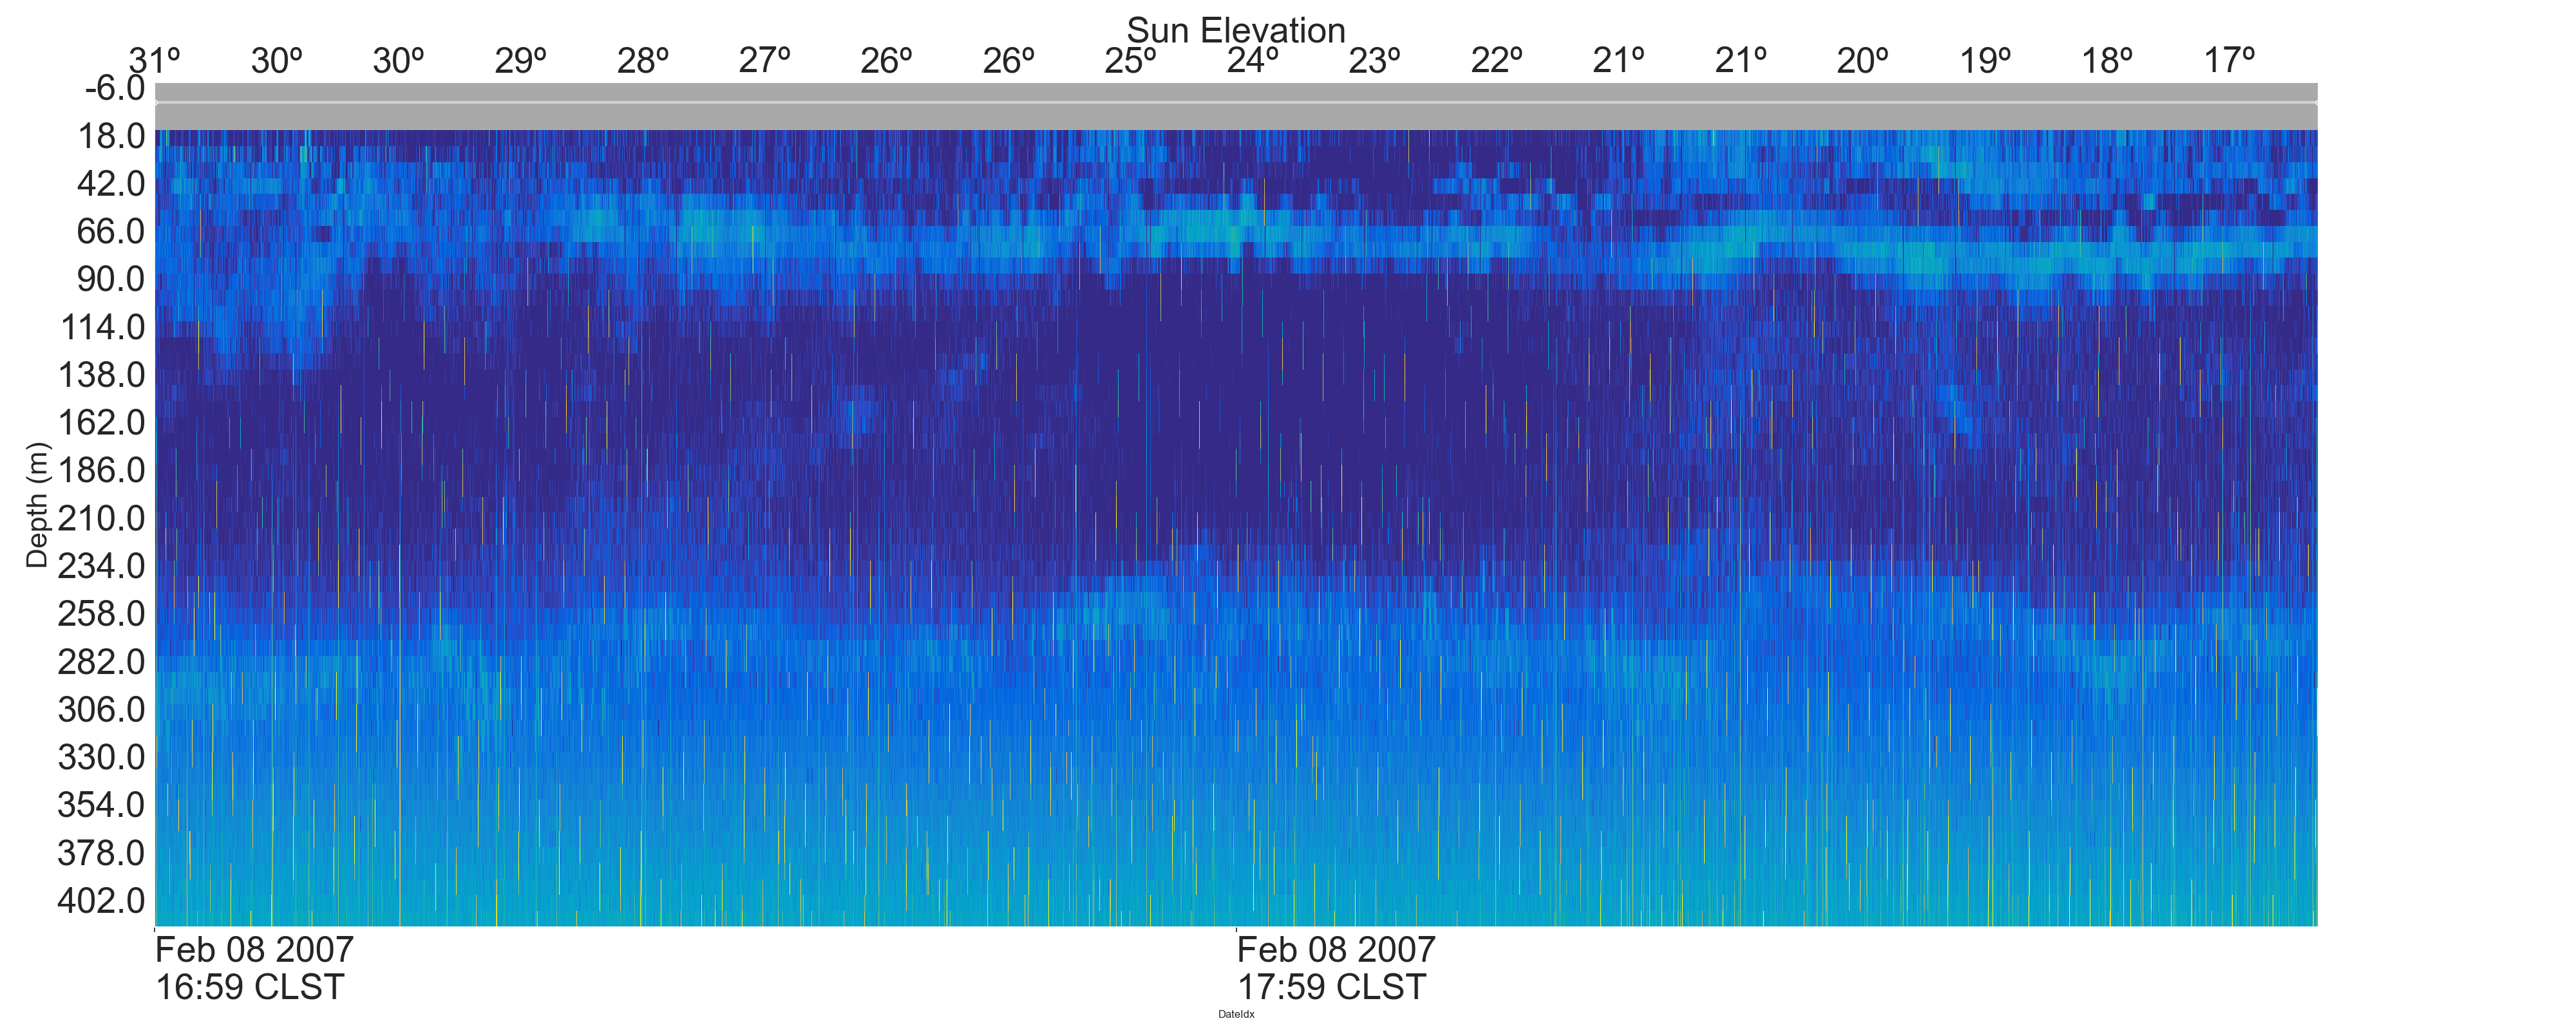 Sun Elevation
31º 30º 30º 29º 28º 27º 26º 26º 25º 24º 23º 22º 21º 21º 20º 19º 18º 17º
-6.0
18.0
42.0
66.0
90.0
114.0
138.0
162.0
186.0
210.0
234.0
258.0
282.0
306.0
330.0
354.0
378.0
402.0
Depth (m)
Feb 08 2007
16:59 CLST
Feb 08 2007
17:59 CLST
DateIdx